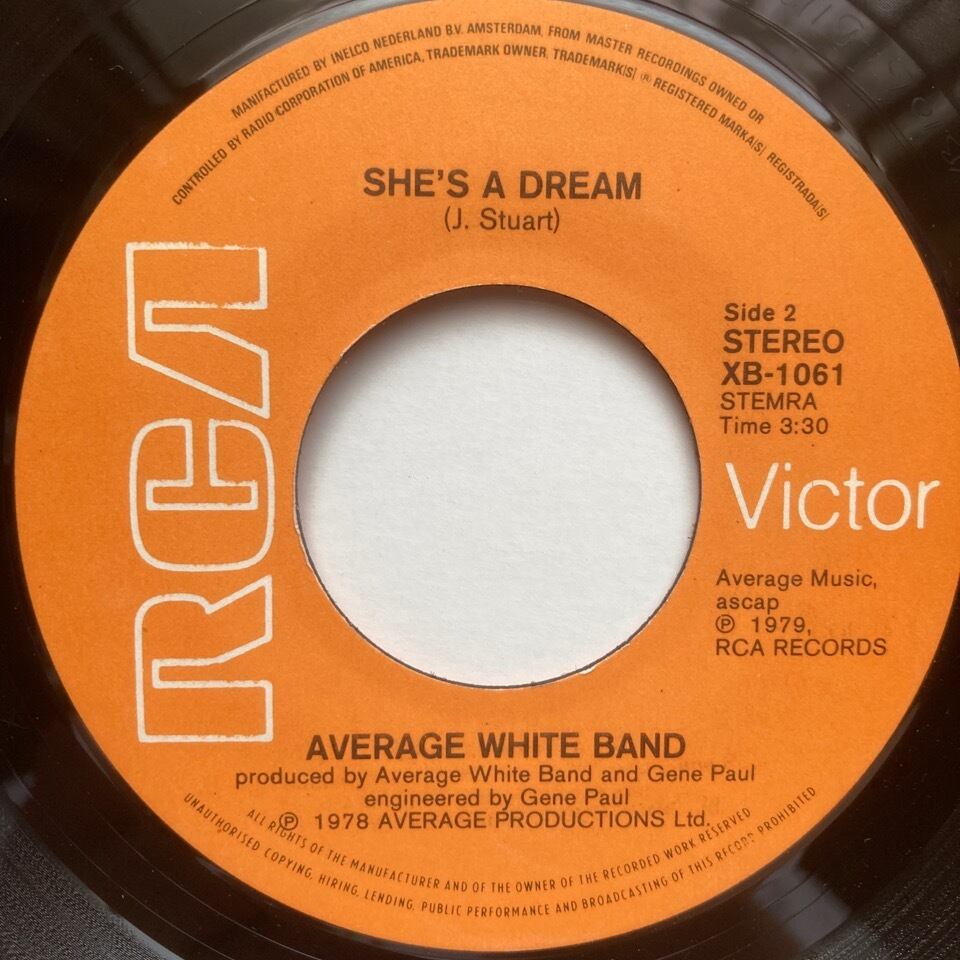 MANUFACTURED BY INELCO NEDERLAND B.V. AMSTERDAM, FROM MASTER RECORDINGS OWNED OR
CONTROLLED BY RADIO CORPORATION OF AMERICA, TRADEMARK OWNER, TRADEMARK[S] ® REGISTERED MARKA[S] REGISTRADA[S]
SHE'S A DREAM
(J. Stuart)
RCA
Side 2
STEREO
XB-1061
STEMRA
Time 3:30
Victor
Average Music,
ascap
℗ 1979,
RCA RECORDS
AVERAGE WHITE BAND
produced by Average White Band and Gene Paul
engineered by Gene Paul
℗ 1978 AVERAGE PRODUCTIONS Ltd.
ALL RIGHTS OF THE MANUFACTURER AND OF THE OWNER OF THE RECORDED WORK RESERVED
UNAUTHORISED COPYING, HIRING, LENDING, PUBLIC PERFORMANCE AND BROADCASTING OF THIS RECORD PROHIBITED